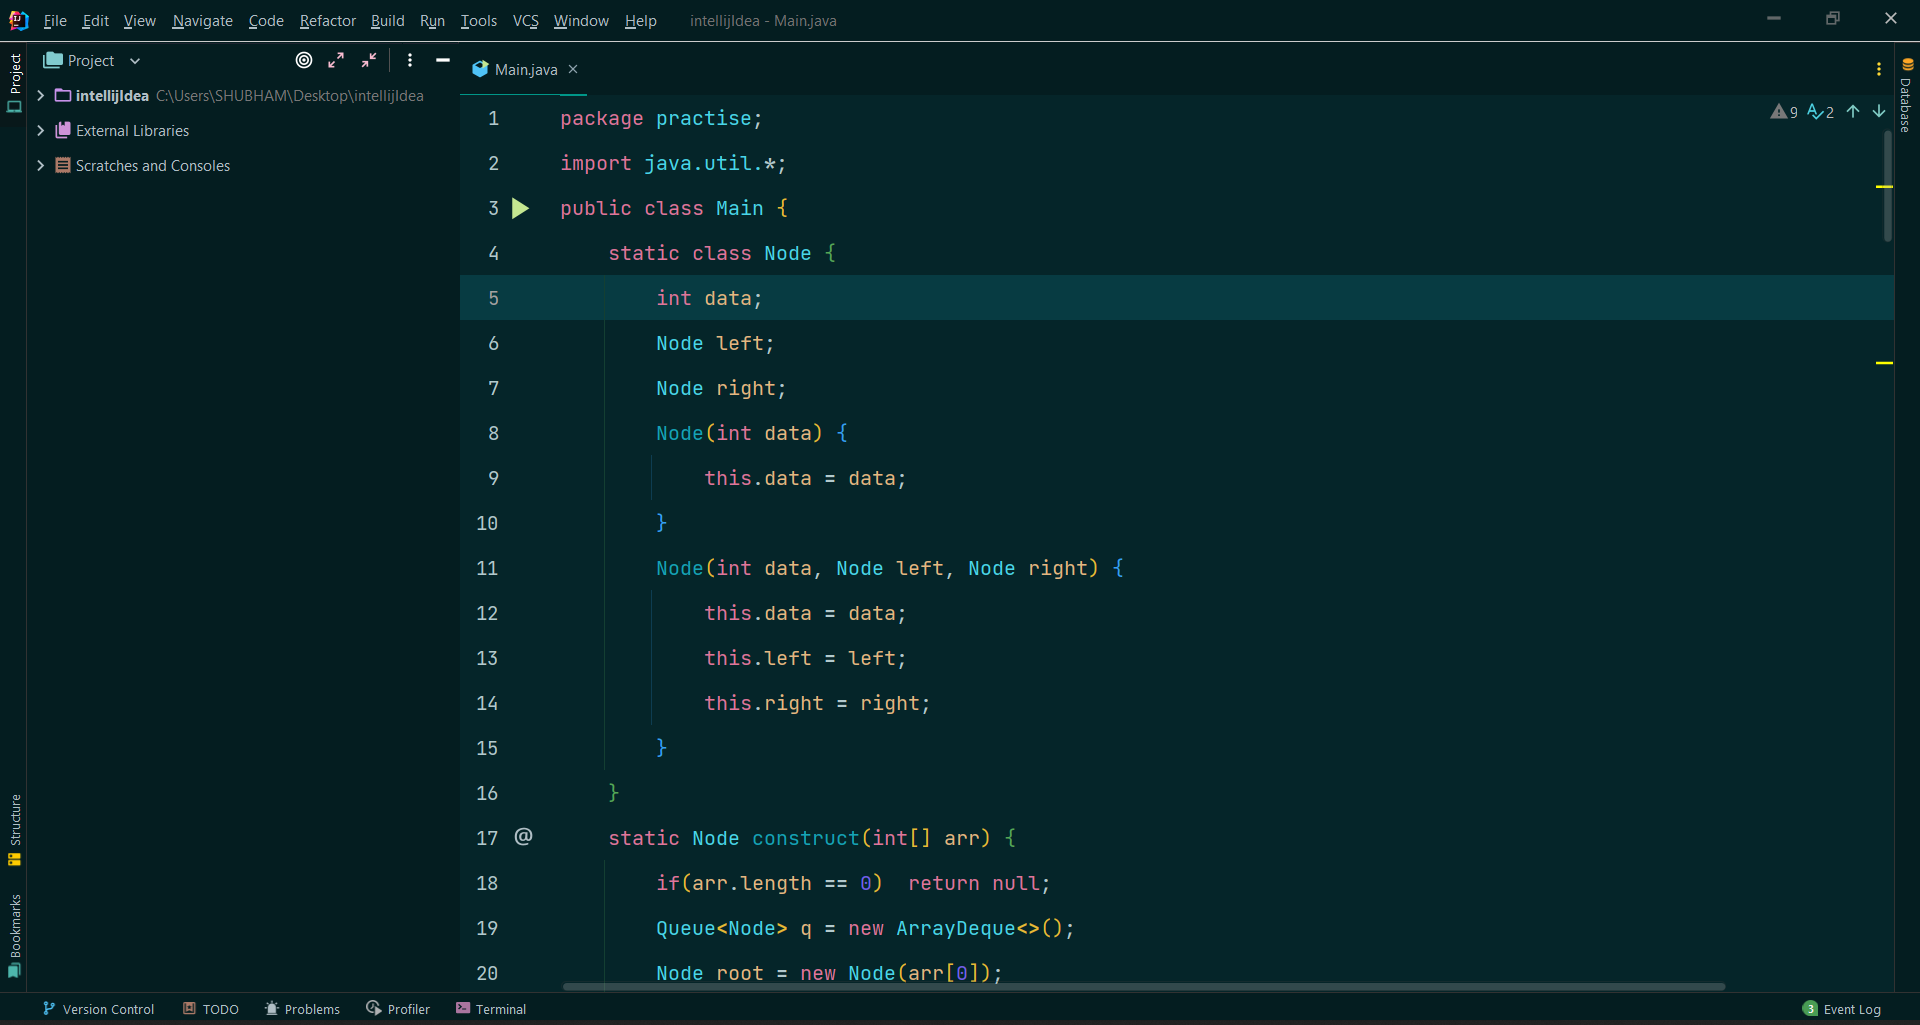 File Edit View Navigate Code Refactor Build Run Tools VCS Window Help intellijIdea - Main.java
Project
Project
intellijIdea C:\Users\SHUBHAM\Desktop\intellijIdea
External Libraries
Scratches and Consoles
Structure
Bookmarks
Main.java
9 2
1 package practise;
2 import java.util.*;
3 public class Main {
4 static class Node {
5 int data;
6 Node left;
7 Node right;
8 Node(int data) {
9 this.data = data;
10 }
11 Node(int data, Node left, Node right) {
12 this.data = data;
13 this.left = left;
14 this.right = right;
15 }
16 }
17 @ static Node construct(int[] arr) {
18 if(arr.length == 0)  return null;
19 Queue<Node> q = new ArrayDeque<>();
20 Node root = new Node(arr[0]);
Database
Version Control TODO Problems Profiler Terminal 3 Event Log